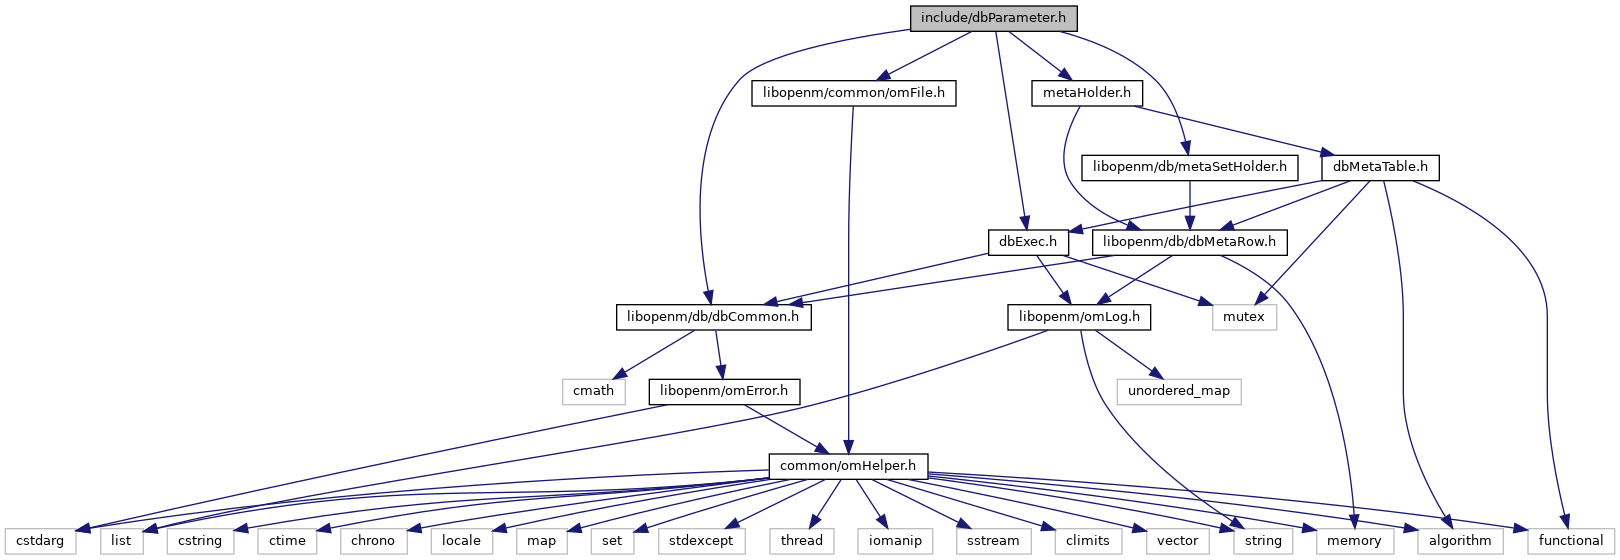 include/dbParameter.h
libopenm/common/omFile.h
metaHolder.h
libopenm/db/metaSetHolder.h
dbMetaTable.h
dbExec.h
libopenm/db/dbMetaRow.h
libopenm/db/dbCommon.h
libopenm/omLog.h
mutex
cmath
libopenm/omError.h
unordered_map
common/omHelper.h
cstdarg
list
cstring
ctime
chrono
locale
map
set
stdexcept
thread
iomanip
sstream
climits
vector
string
memory
algorithm
functional